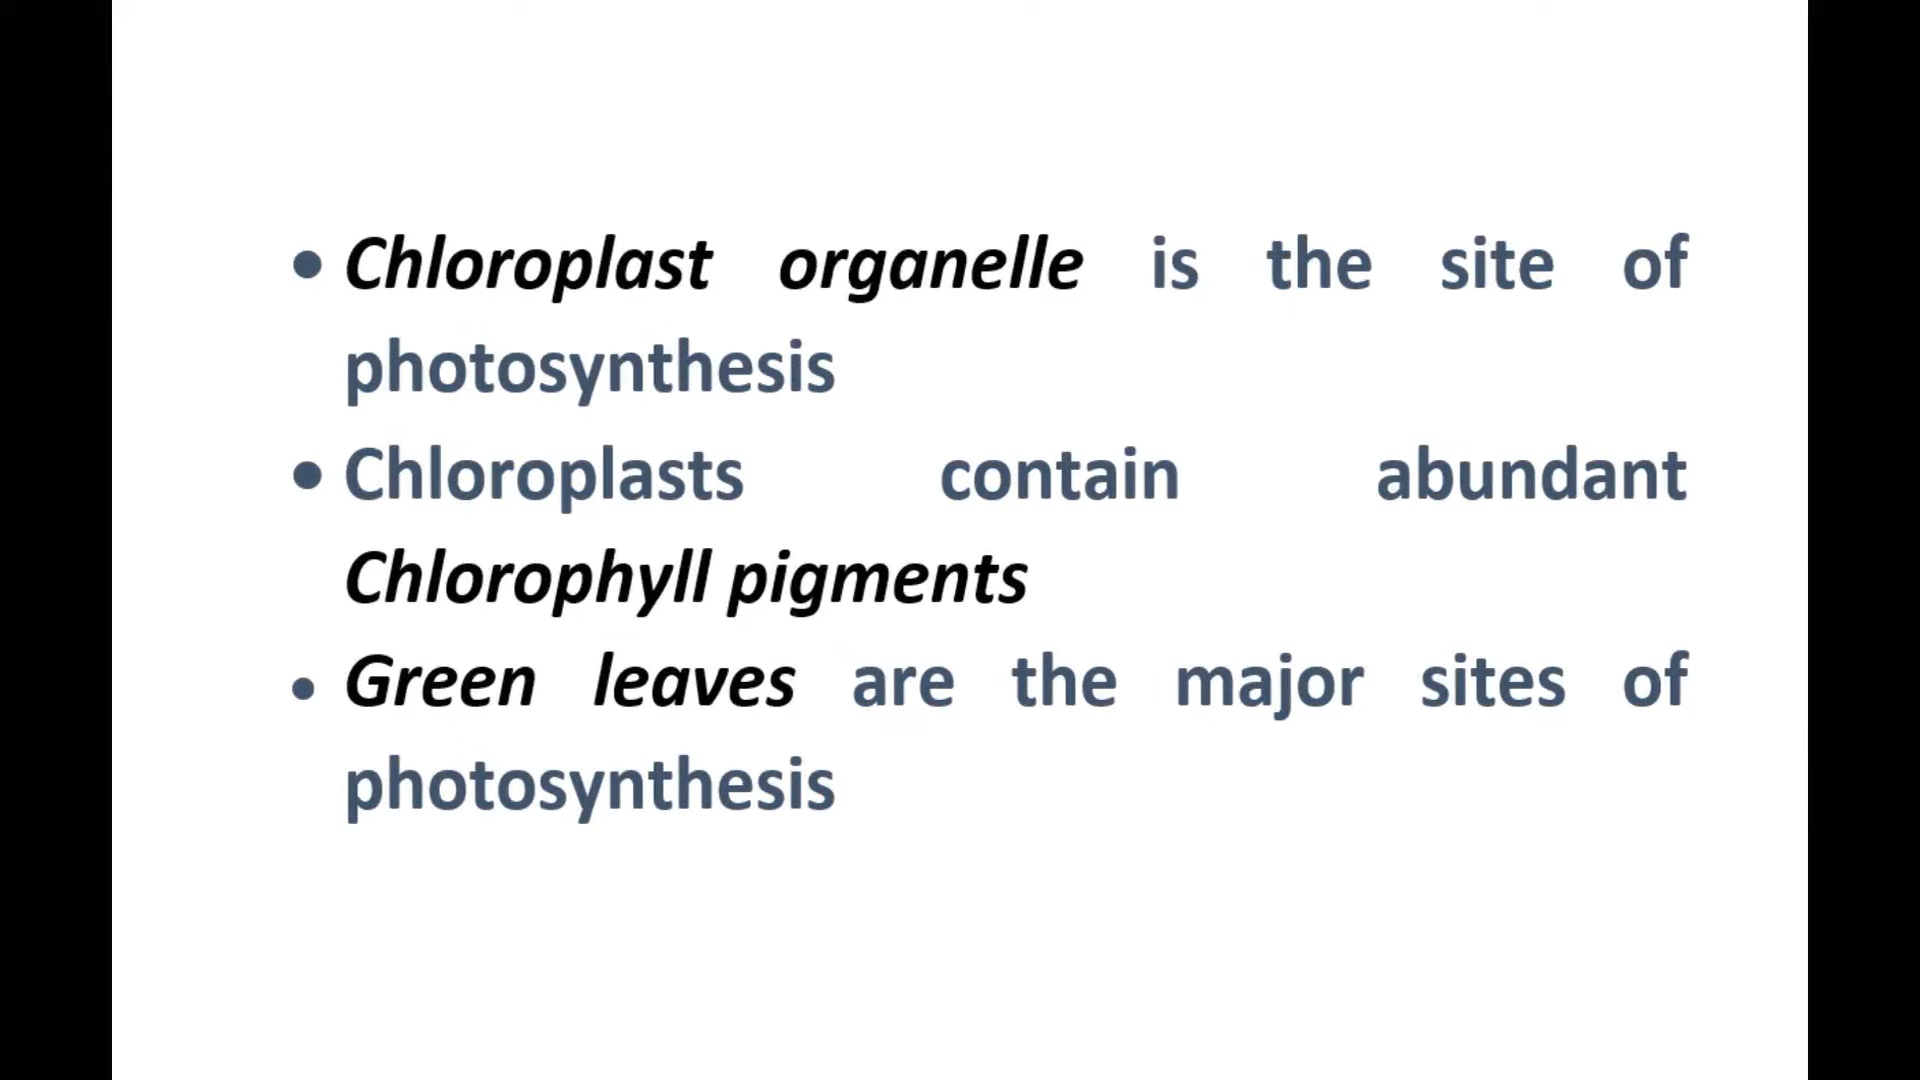 • Chloroplast organelle is the site of
photosynthesis
• Chloroplasts contain abundant
Chlorophyll pigments
• Green leaves are the major sites of
photosynthesis